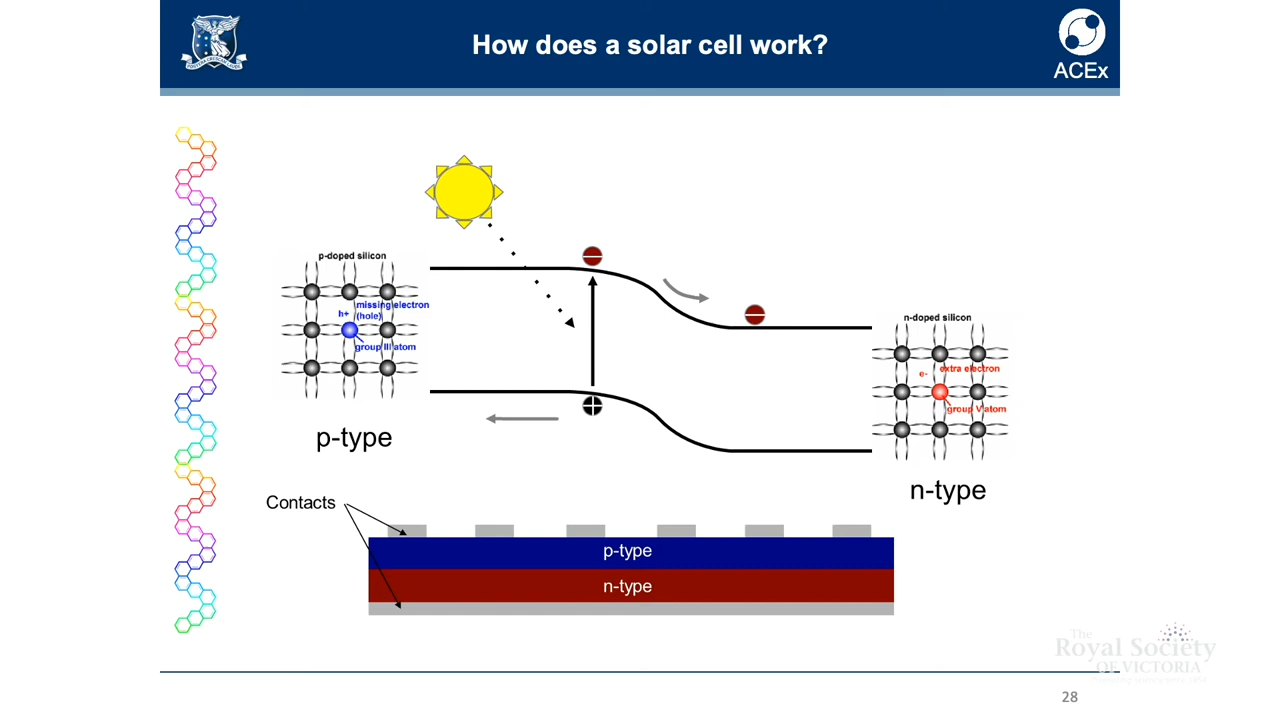 How does a solar cell work?
ACEx
p-doped silicon
missing electron
h+
(hole)
group III atom
p-type
n-doped silicon
extra electron
e-
group V atom
n-type
Contacts
p-type
n-type
The
Royal Society
OF VICTORIA
28